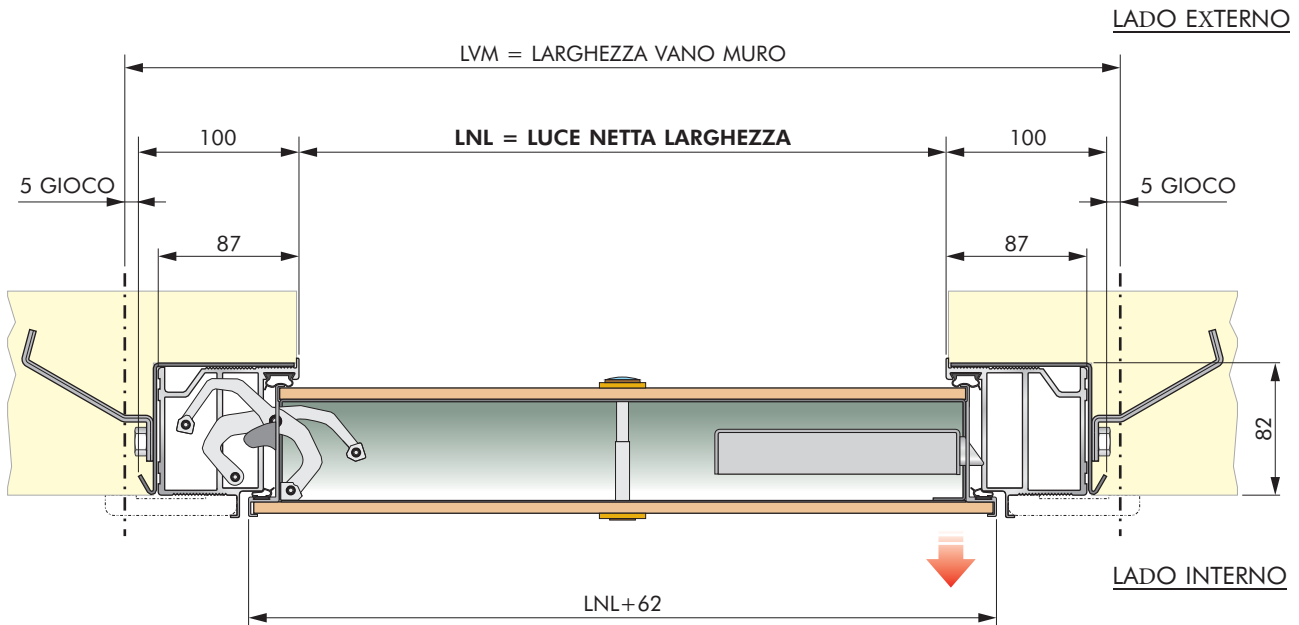 LADO EXTERNO
LVM = LARGHEZZA VANO MURO
100
LNL = LUCE NETTA LARGHEZZA
100
5 GIOCO
5 GIOCO
87
87
82
LADO INTERNO
LNL+62